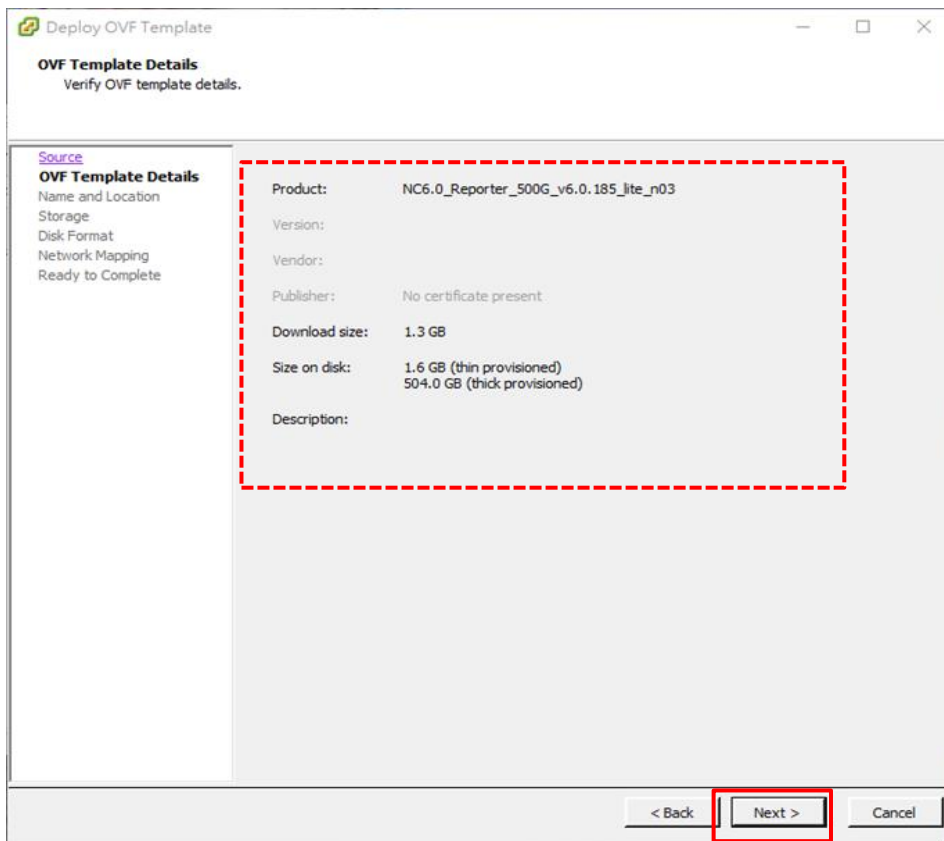 Deploy OVF Template
OVF Template Details
Verify OVF template details.
Source
OVF Template Details
Name and Location
Storage
Disk Format
Network Mapping
Ready to Complete
Product: NC6.0_Reporter_500G_v6.0.185_lite_n03
Version:
Vendor:
Publisher: No certificate present
Download size: 1.3 GB
Size on disk: 1.6 GB (thin provisioned)
504.0 GB (thick provisioned)
Description:
< Back Next > Cancel